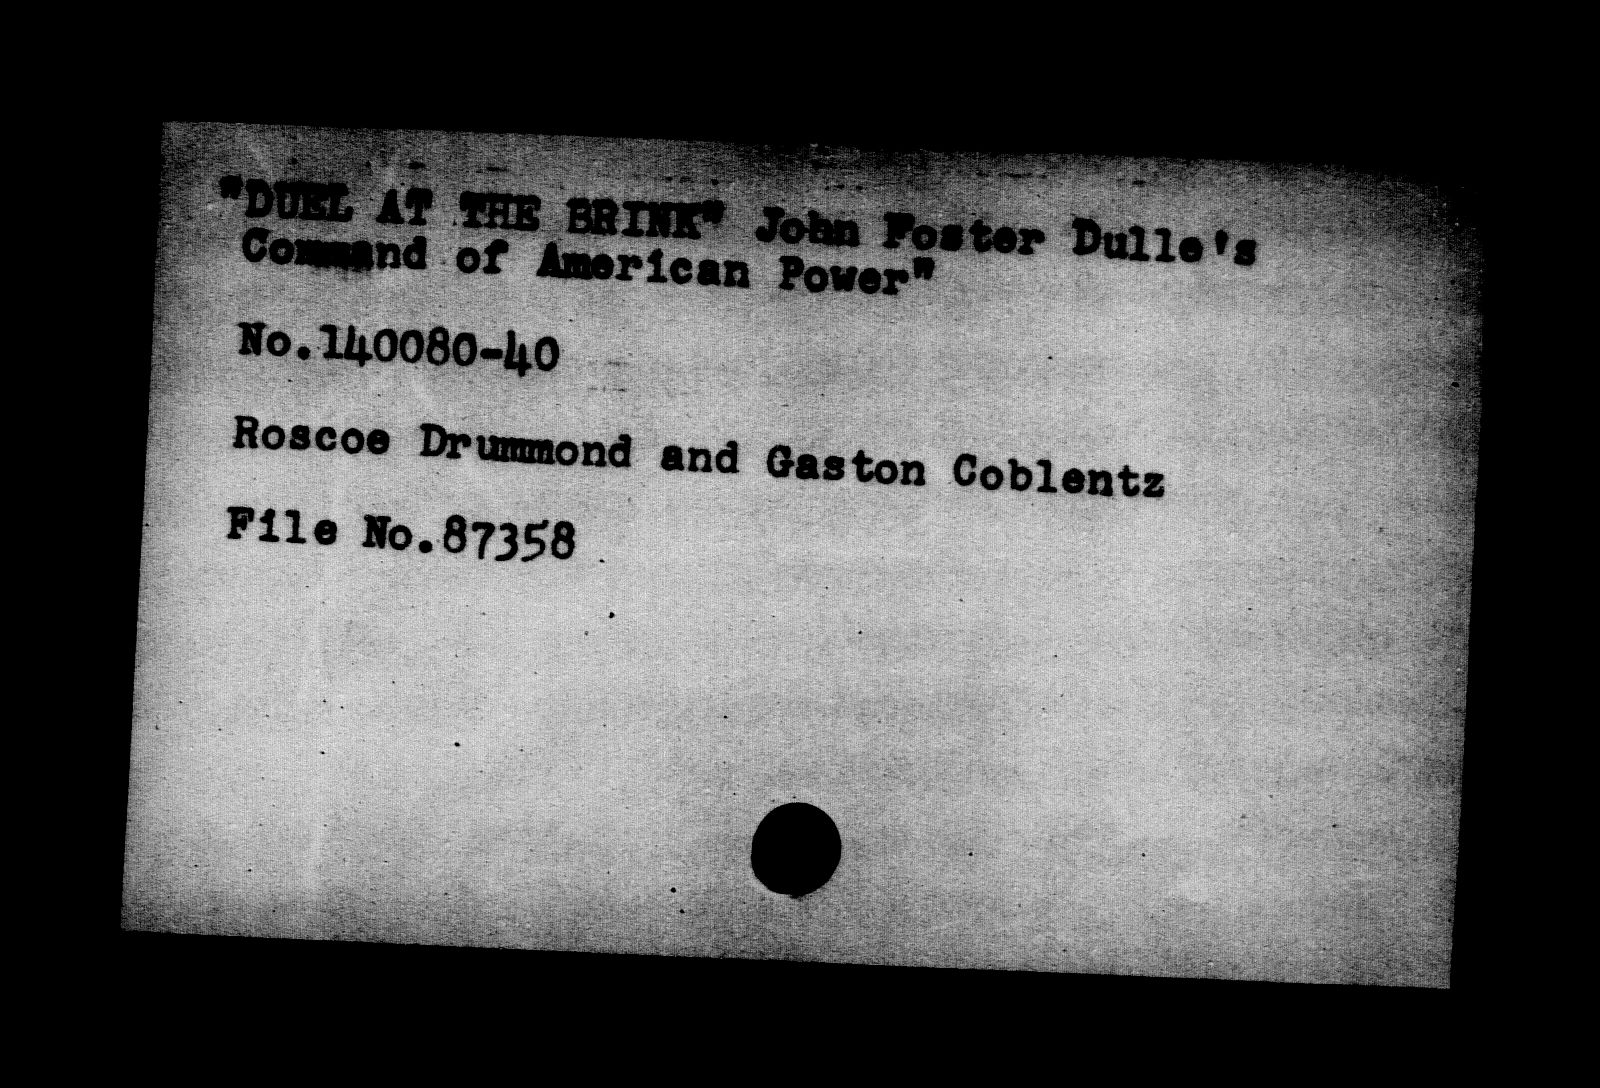 "DUEL AT THE BRINK" John Foster Dulle's
Command of American Power"
No.140080-40
Roscoe Drummond and Gaston Coblentz
File No.87358